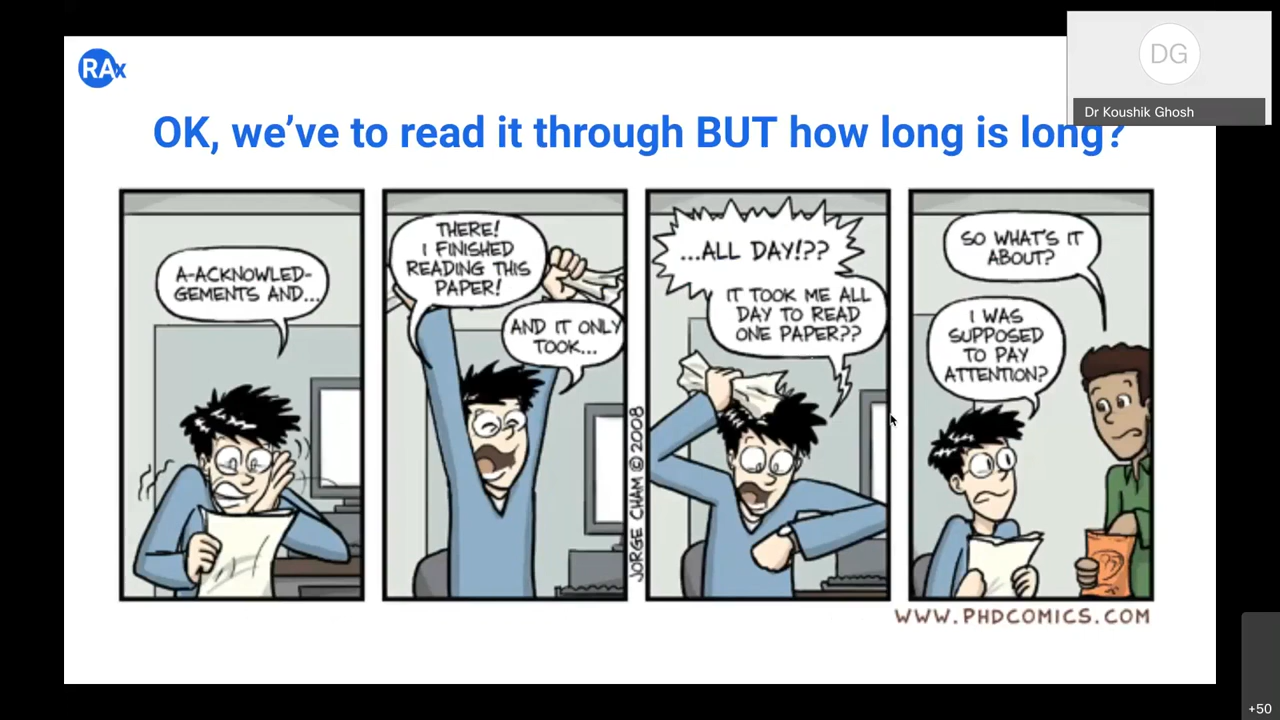 RAx
DG
Dr Koushik Ghosh
OK, we've to read it through BUT how long is long?
A-ACKNOWLED-
GEMENTS AND...
THERE!
I FINISHED
READING THIS
PAPER!
AND IT ONLY
TOOK...
JORGE CHAM © 2008
...ALL DAY!??
IT TOOK ME ALL
DAY TO READ
ONE PAPER??
SO WHAT'S IT
ABOUT?
I WAS
SUPPOSED
TO PAY
ATTENTION?
WWW.PHDCOMICS.COM
+50